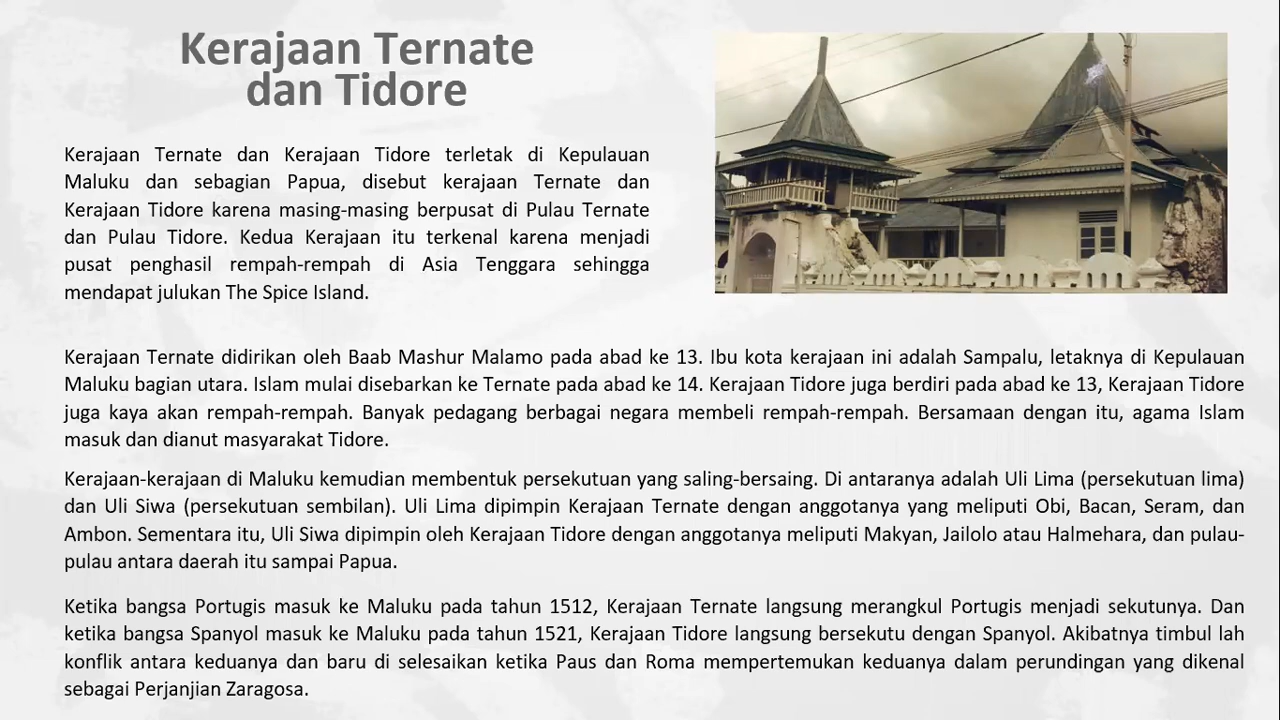 Kerajaan Ternate
dan Tidore
Kerajaan Ternate dan Kerajaan Tidore terletak di Kepulauan
Maluku dan sebagian Papua, disebut kerajaan Ternate dan
Kerajaan Tidore karena masing-masing berpusat di Pulau Ternate
dan Pulau Tidore. Kedua Kerajaan itu terkenal karena menjadi
pusat penghasil rempah-rempah di Asia Tenggara sehingga
mendapat julukan The Spice Island.
Kerajaan Ternate didirikan oleh Baab Mashur Malamo pada abad ke 13. Ibu kota kerajaan ini adalah Sampalu, letaknya di Kepulauan
Maluku bagian utara. Islam mulai disebarkan ke Ternate pada abad ke 14. Kerajaan Tidore juga berdiri pada abad ke 13, Kerajaan Tidore
juga kaya akan rempah-rempah. Banyak pedagang berbagai negara membeli rempah-rempah. Bersamaan dengan itu, agama Islam
masuk dan dianut masyarakat Tidore.
Kerajaan-kerajaan di Maluku kemudian membentuk persekutuan yang saling-bersaing. Di antaranya adalah Uli Lima (persekutuan lima)
dan Uli Siwa (persekutuan sembilan). Uli Lima dipimpin Kerajaan Ternate dengan anggotanya yang meliputi Obi, Bacan, Seram, dan
Ambon. Sementara itu, Uli Siwa dipimpin oleh Kerajaan Tidore dengan anggotanya meliputi Makyan, Jailolo atau Halmehara, dan pulau-
pulau antara daerah itu sampai Papua.
Ketika bangsa Portugis masuk ke Maluku pada tahun 1512, Kerajaan Ternate langsung merangkul Portugis menjadi sekutunya. Dan
ketika bangsa Spanyol masuk ke Maluku pada tahun 1521, Kerajaan Tidore langsung bersekutu dengan Spanyol. Akibatnya timbul lah
konflik antara keduanya dan baru di selesaikan ketika Paus dan Roma mempertemukan keduanya dalam perundingan yang dikenal
sebagai Perjanjian Zaragosa.